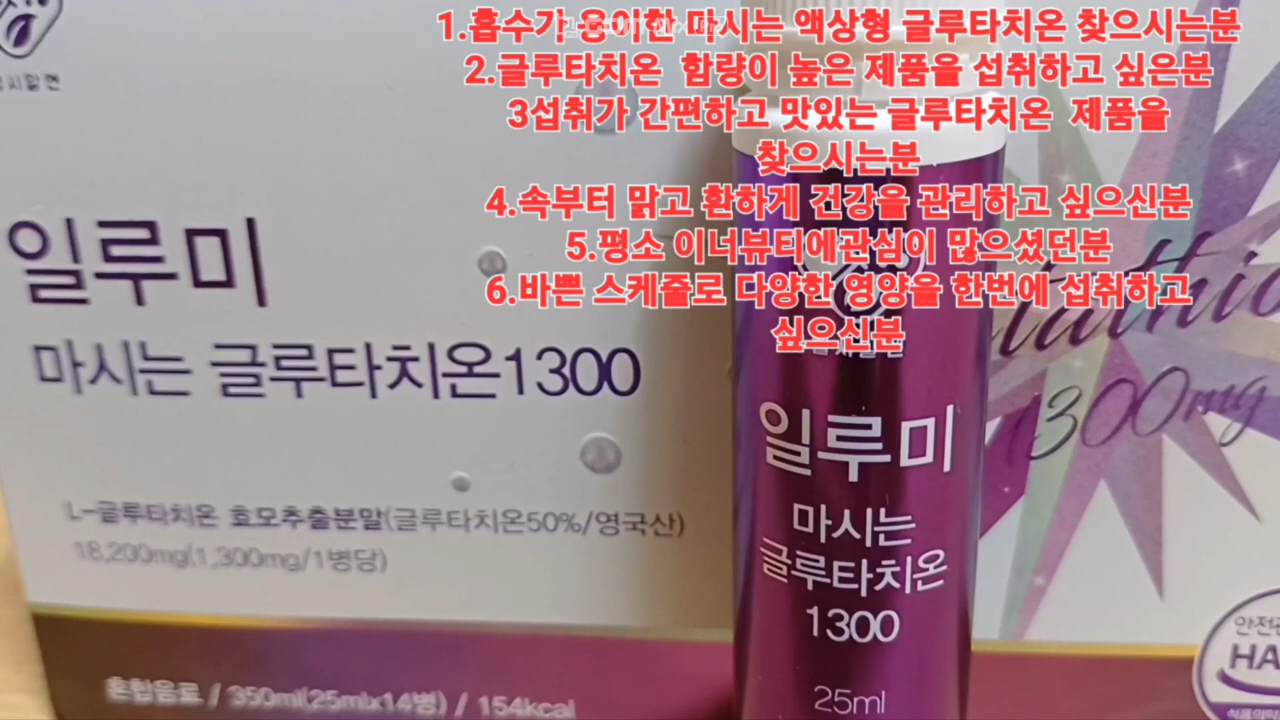 1.흡수가 용이한 마시는 액상형 글루타치온 찾으시는분
2.글루타치온 함량이 높은 제품을 섭취하고 싶은분
3섭취가 간편하고 맛있는 글루타치온 제품을
찾으시는분
4.속부터 맑고 환하게 건강을 관리하고 싶으신분
5.평소 이너뷰티에관심이 많으셨던분
6.바쁜 스케줄로 다양한 영양을 한번에 섭취하고
싶으신분
일루미
마시는 글루타치온1300
L-글루타치온 효모추출분말(글루타치온50%/영국산)
18,200mg(1,300mg/1병당)
혼합음료 / 350ml(25mlx14병) / 154kcal
일루미
마시는
글루타치온
1300
25ml
1300mg
HA